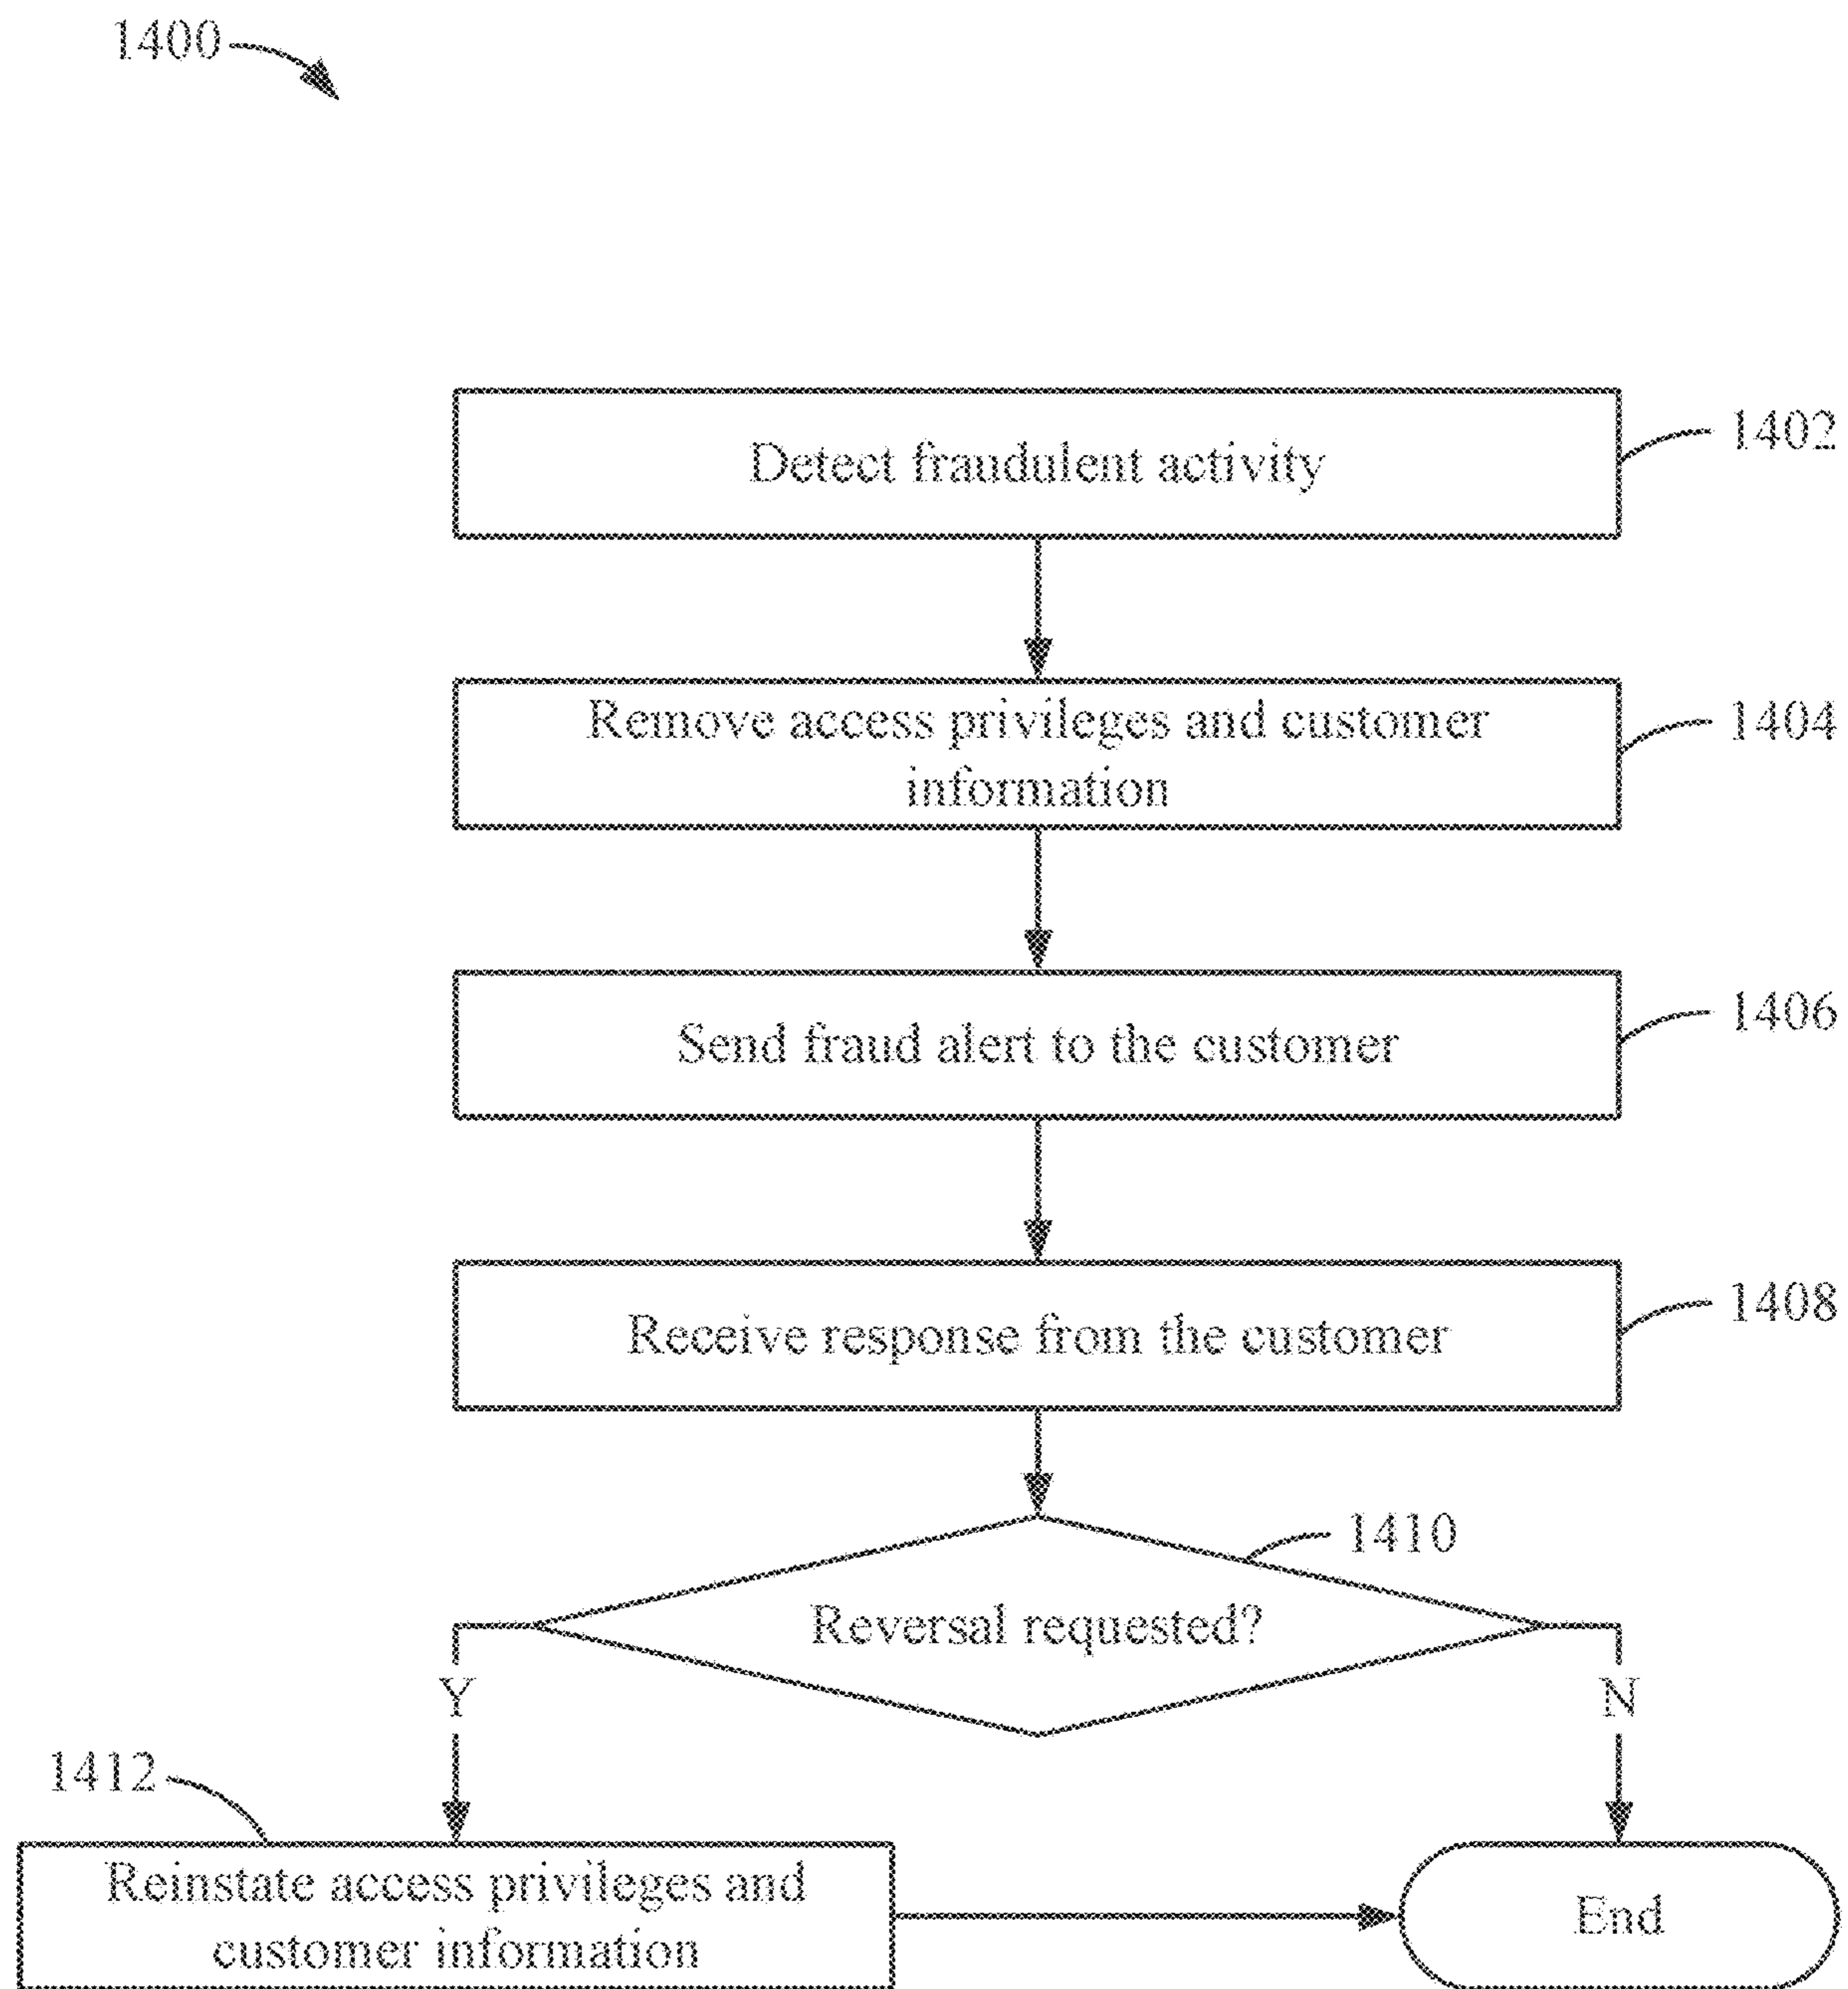 1400
Detect fraudulent activity
1402
Remove access privileges and customer
information
1404
Send fraud alert to the customer
1406
Receive response from the customer
1408
1410
Reversal requested?
Y
N
1412
Reinstate access privileges and
customer information
End